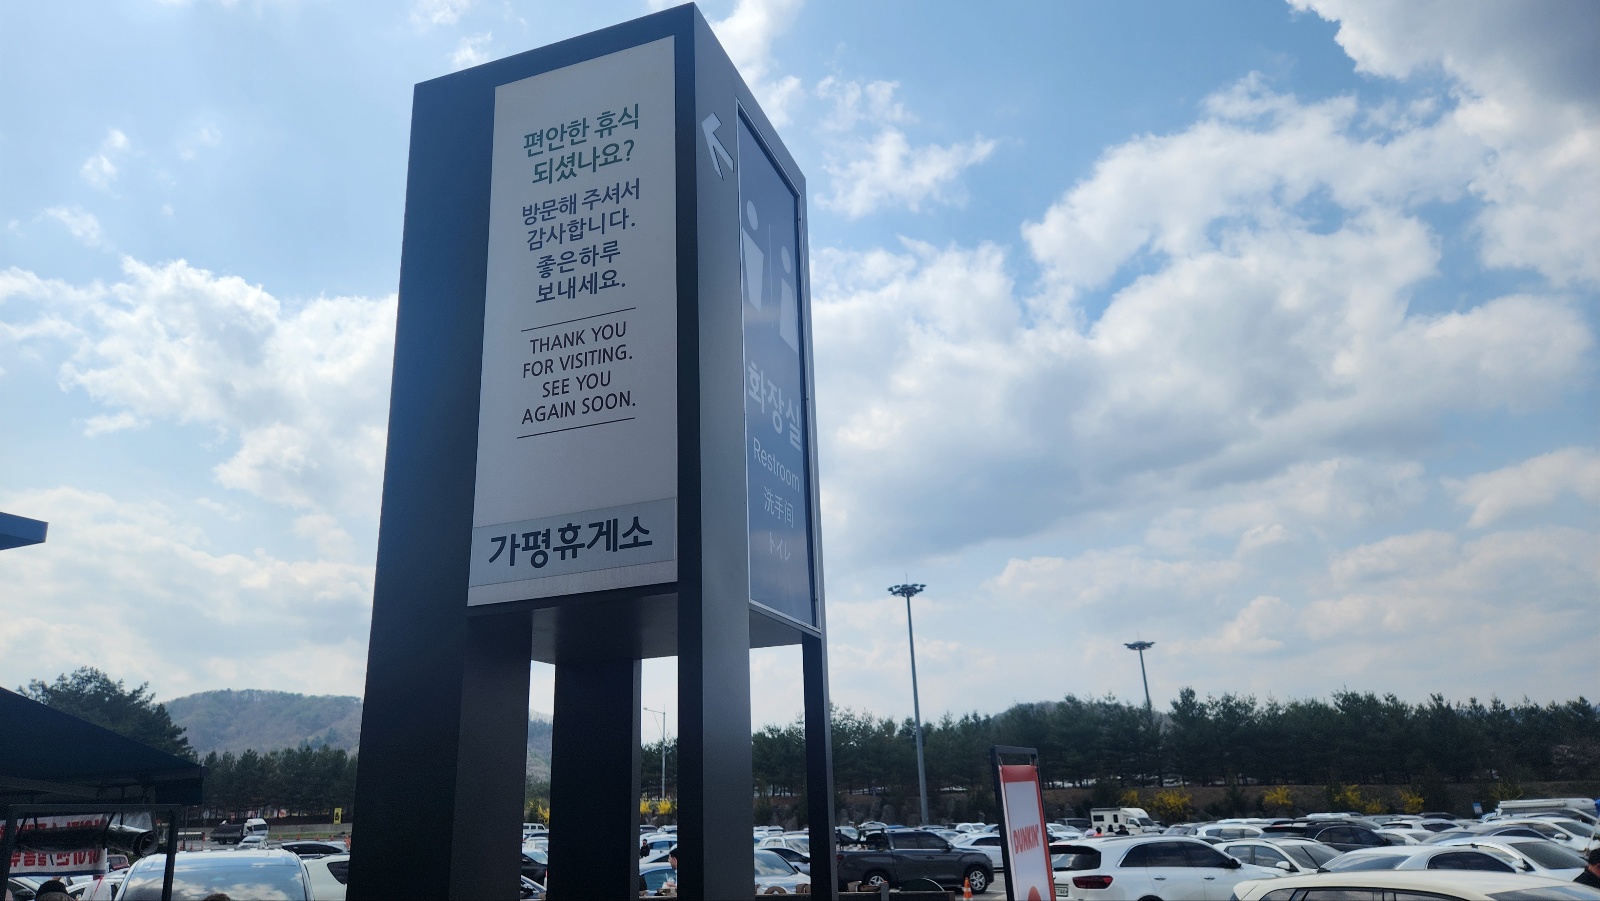 편안한 휴식
되셨나요?
방문해 주셔서
감사합니다.
좋은하루
보내세요.
THANK YOU
FOR VISITING.
SEE YOU
AGAIN SOON.
가평휴게소
화장실
Restroom
洗手间
トイレ
DUNKIN'